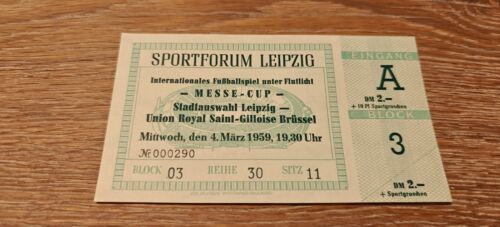 SPORTFORUM LEIPZIG
Internationales Fußballspiel unter Flutlicht
— MESSE-CUP —
Stadtauswahl Leipzig —
Union Royal Saint-Gilloise Brüssel
Mittwoch, den 4. März 1959, 19,30 Uhr
№ 000290
BLOCK 03 REIHE 30 SITZ 11
EINGANG
A
DM 2.—
+ 10 Pf Sportgroschen
BLOCK
3
DM 2.—
+ Sportgroschen